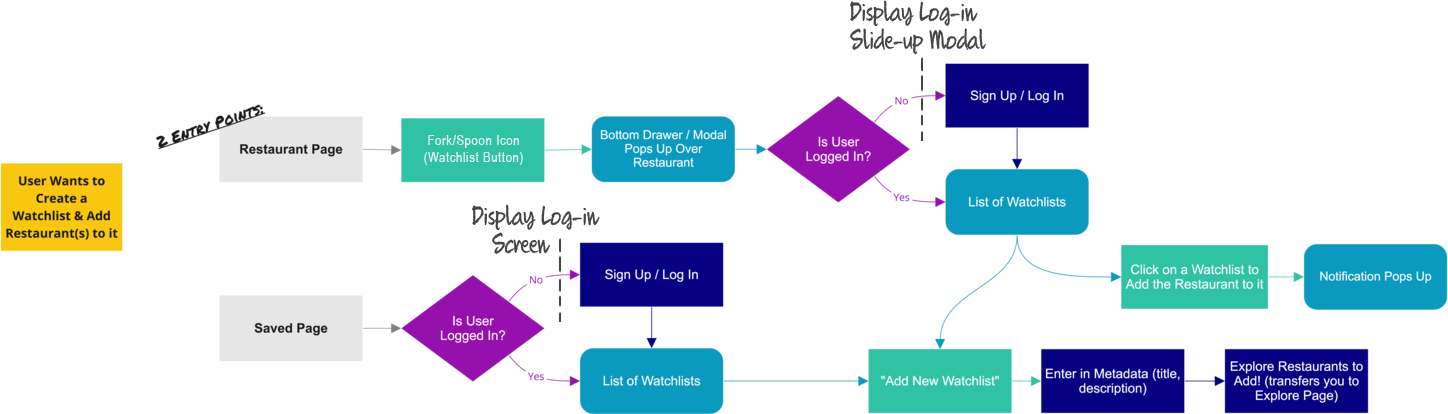 Display Log-in
Slide-up Modal
2 Entry Points:
Restaurant Page
Fork/Spoon Icon
(Watchlist Button)
Bottom Drawer / Modal
Pops Up Over
Restaurant
Is User
Logged In?
No
Yes
Sign Up / Log In
List of Watchlists
User Wants to
Create a
Watchlist & Add
Restaurant(s) to it
Display Log-in
Screen
Click on a Watchlist to
Add the Restaurant to it
Notification Pops Up
Saved Page
Is User
Logged In?
No
Yes
Sign Up / Log In
List of Watchlists
"Add New Watchlist"
Enter in Metadata (title,
description)
Explore Restaurants to
Add! (transfers you to
Explore Page)